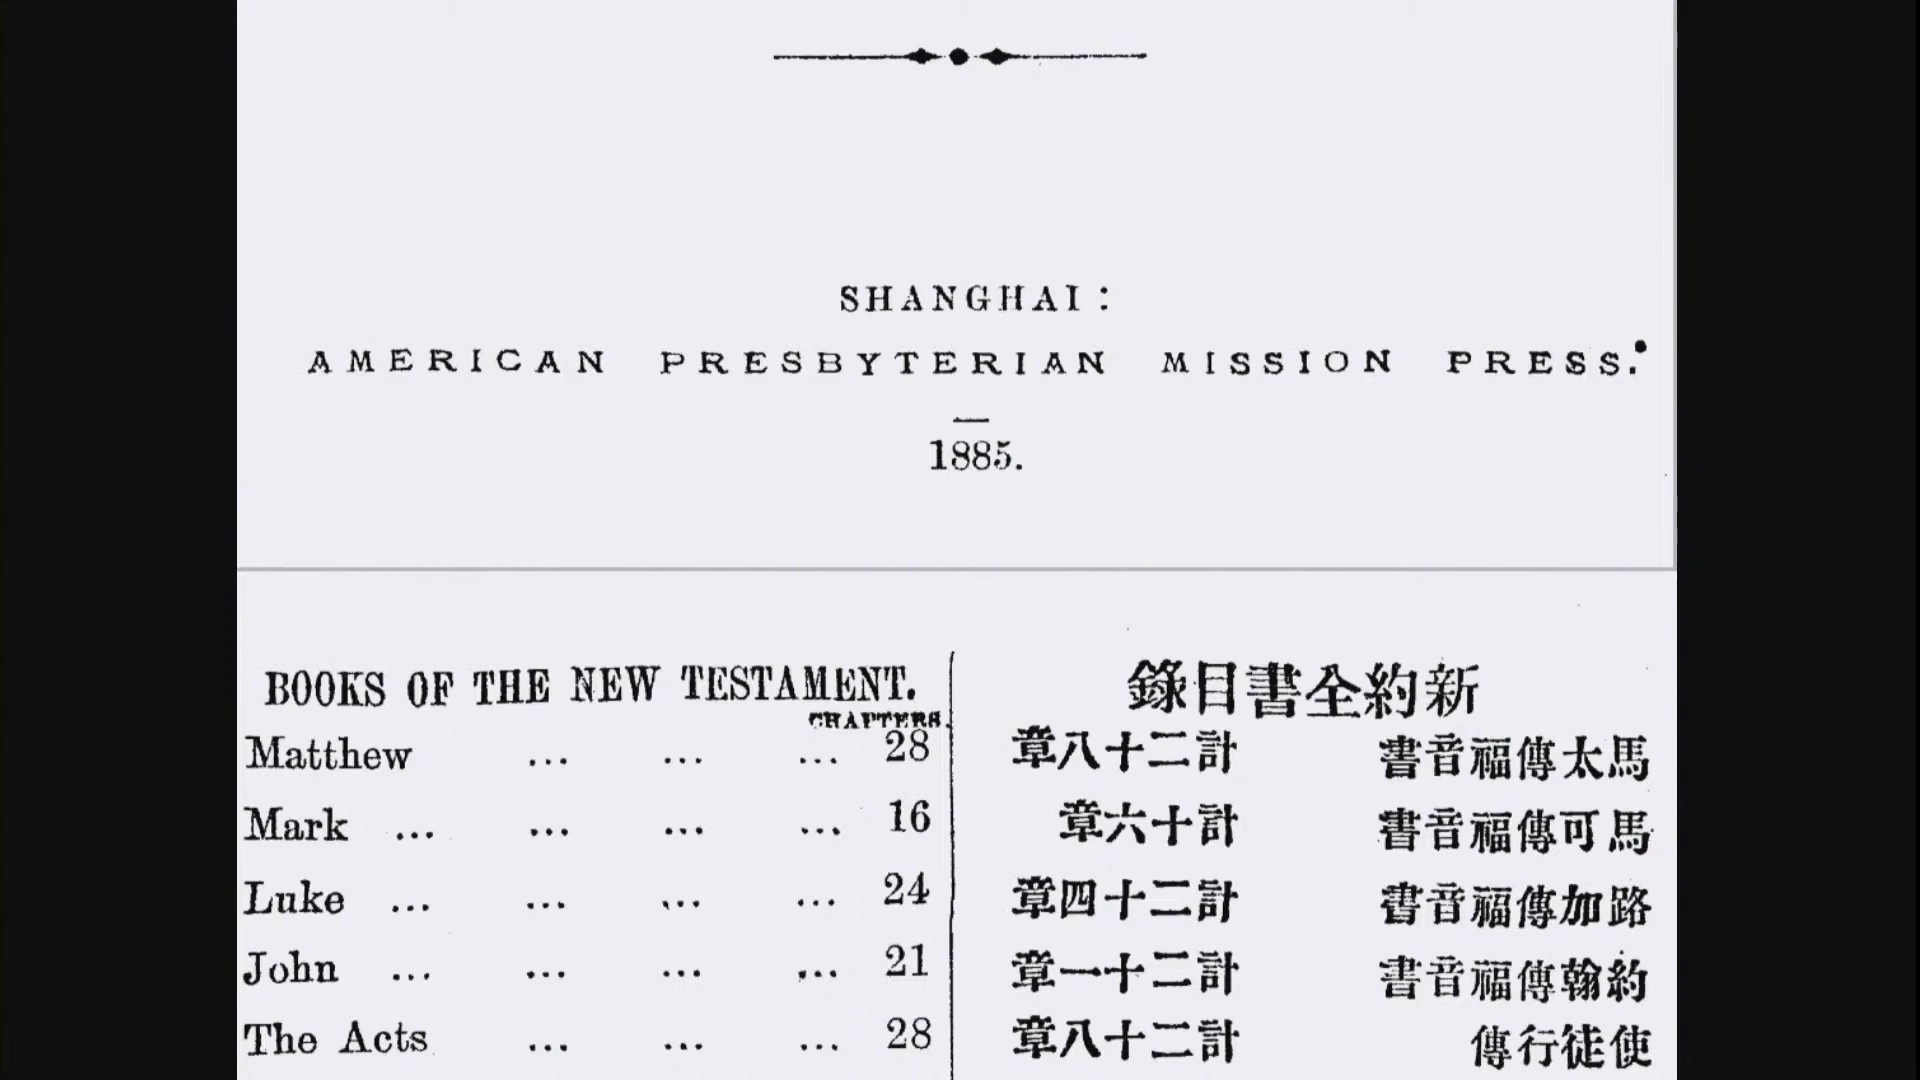 SHANGHAI:
AMERICAN PRESBYTERIAN MISSION PRESS.
1885.
BOOKS OF THE NEW TESTAMENT.
CHAPTERS.
Matthew ... ... ... 28
Mark ... ... ... ... 16
Luke ... ... ... ... 24
John ... ... ... ... 21
The Acts ... ... ... 28
新約全書目錄
馬太傳福音書 計二十八章
馬可傳福音書 計十六章
路加傳福音書 計二十四章
約翰傳福音書 計二十一章
使徒行傳 計二十八章